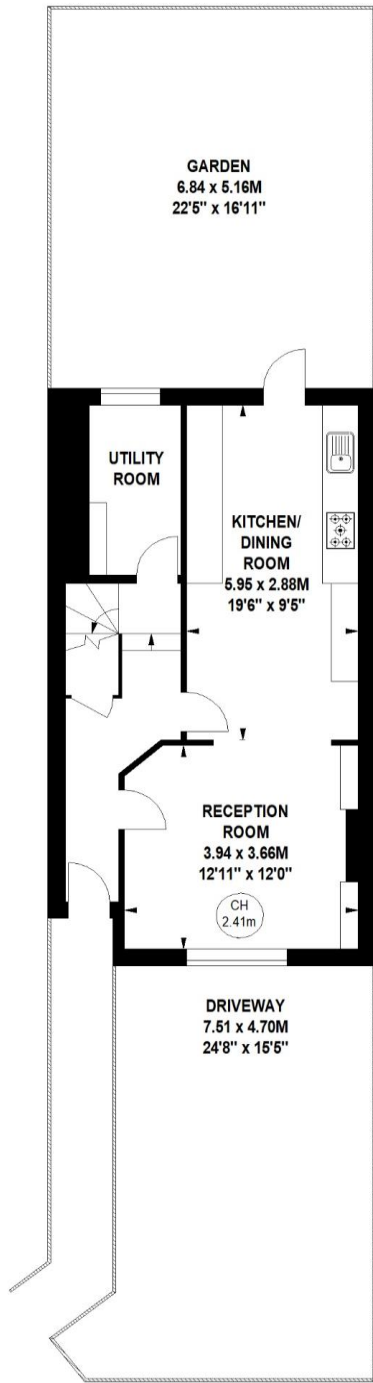 GARDEN
6.84 x 5.16M
22'5" x 16'11"
UTILITY
ROOM
KITCHEN/
DINING
ROOM
5.95 x 2.88M
19'6" x 9'5"
RECEPTION
ROOM
3.94 x 3.66M
12'11" x 12'0"
CH
2.41m
DRIVEWAY
7.51 x 4.70M
24'8" x 15'5"